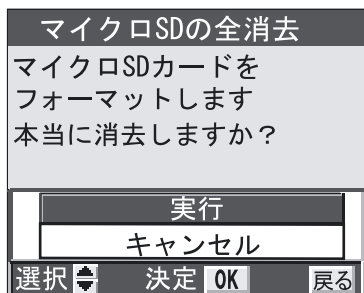 マイクロSDの全消去
マイクロSDカードを
フォーマットします
本当に消去しますか？
実行
キャンセル
選択 決定 OK 戻る